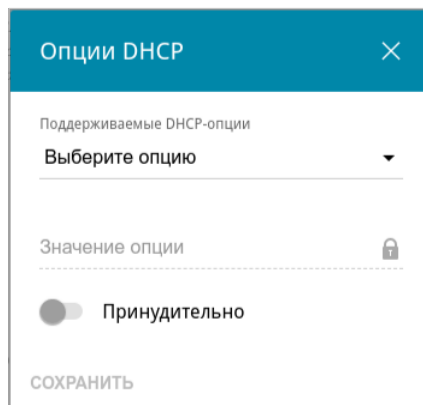 Опции DHCP
Поддерживаемые DHCP-опции
Выберите опцию
Значение опции
Принудительно
СОХРАНИТЬ